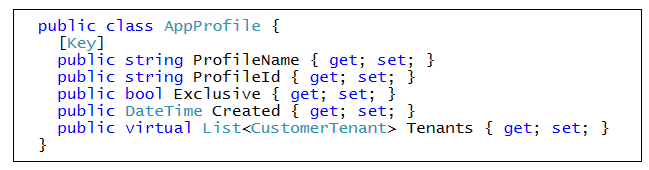 public class AppProfile {
[Key]
public string ProfileName { get; set; }
public string ProfileId { get; set; }
public bool Exclusive { get; set; }
public DateTime Created { get; set; }
public virtual List<CustomerTenant> Tenants { get; set; }
}